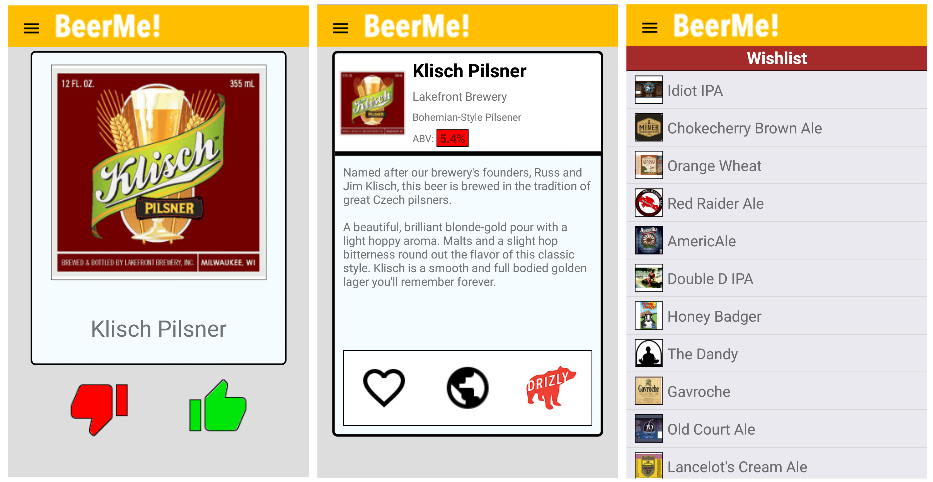 BeerMe!
12 FL. OZ. 355 mL
Klisch
PILSNER
BREWED & BOTTLED BY LAKEFRONT BREWERY, INC. MILWAUKEE, WI
Klisch Pilsner
BeerMe!
Klisch
Klisch Pilsner
Lakefront Brewery
Bohemian-Style Pilsener
ABV: 5.4%
Named after our brewery's founders, Russ and
Jim Klisch, this beer is brewed in the tradition of
great Czech pilsners.
A beautiful, brilliant blonde-gold pour with a
light hoppy aroma. Malts and a slight hop
bitterness round out the flavor of this classic
style. Klisch is a smooth and full bodied golden
lager you'll remember forever.
DRIZLY
BeerMe!
Wishlist
Idiot IPA
MINER
Chokecherry Brown Ale
Orange Wheat
Red Raider Ale
AmericAle
Double D IPA
Honey Badger
The Dandy
Gavroche
Gavroche
Old Court Ale
Lancelot's Cream Ale